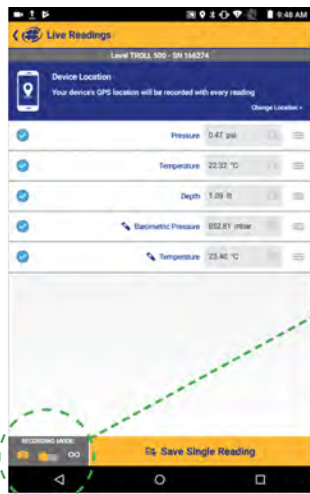 9:48 AM
Live Readings
Level TROLL 500 - SN 166274
Device Location
Your device's GPS location will be recorded with every reading
Change Location
Pressure 0.47 psi
Temperature 22.32 °C
Depth 1.09 ft
Barometric Pressure 852.81 mbar
Temperature 23.40 °C
RECORDING MODE
Save Single Reading